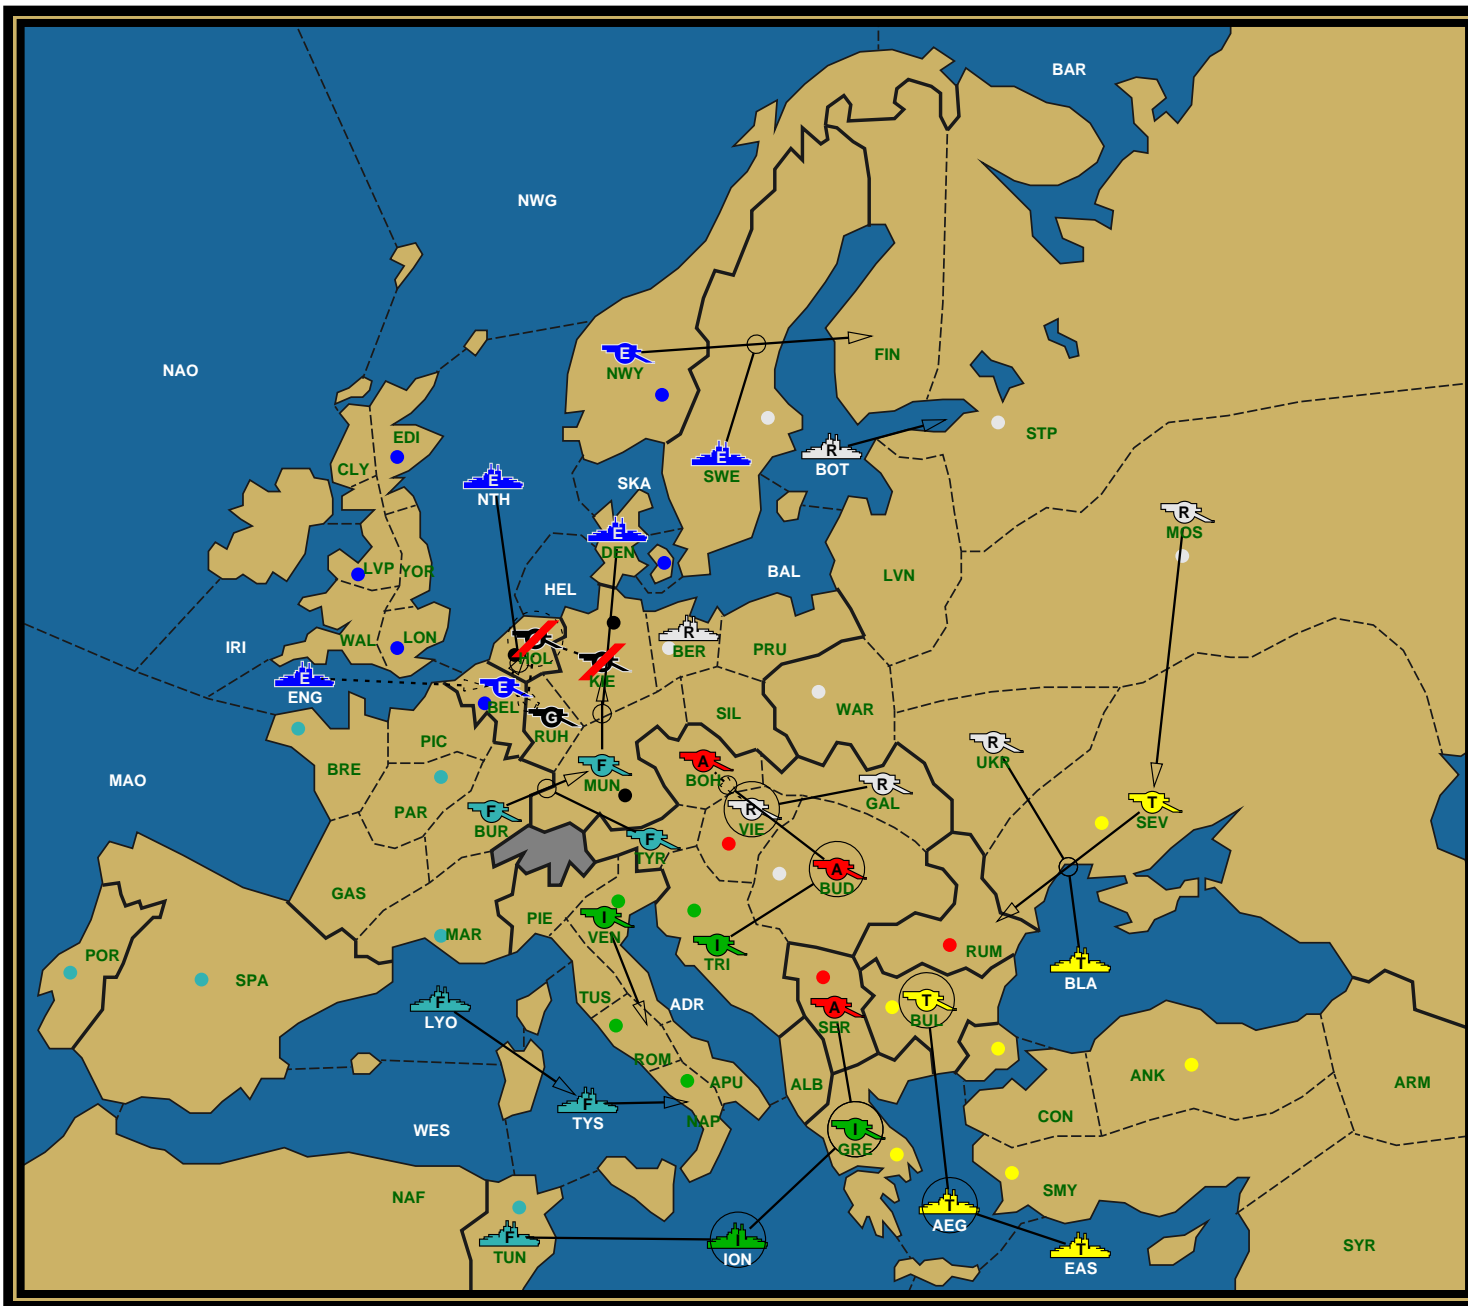 BAR
NWG
E
FIN
NAO
NWY
EDI
STP
CLY
R
E
SKA
SWE
BOT
E
NTH
R
MOS
E
DEN
LVP
YOR
HEL
BAL
LVN
IRI
WAL
LON
R
BER
PRU
HOL
E
ENG
KIE
E
BEL
G
RUH
SIL
WAR
PIC
R
UKR
BRE
A
BOH
F
MUN
MAO
R
GAL
T
SEV
PAR
F
BUR
R
VIE
F
TYR
A
BUD
GAS
PIE
I
VEN
MAR
I
TRI
RUM
POR
SPA
T
BLA
F
LYO
TUS
ADR
A
SER
T
BUL
ROM
APU
ALB
ANK
ARM
F
TYS
NAP
CON
WES
I
GRE
NAF
SMY
T
AEG
F
TUN
I
ION
T
EAS
SYR